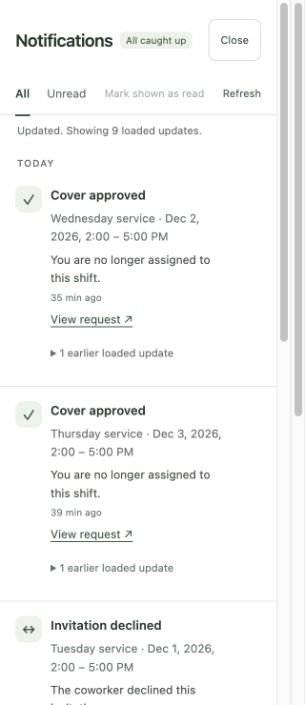 Notifications All caught up Close
All Unread Mark shown as read Refresh
Updated. Showing 9 loaded updates.
TODAY
Cover approved
Wednesday service · Dec 2,
2026, 2:00 – 5:00 PM
You are no longer assigned to
this shift.
35 min ago
View request ↗
▶ 1 earlier loaded update
Cover approved
Thursday service · Dec 3, 2026,
2:00 – 5:00 PM
You are no longer assigned to
this shift.
39 min ago
View request ↗
▶ 1 earlier loaded update
Invitation declined
Tuesday service · Dec 1, 2026,
2:00 – 5:00 PM
The coworker declined this